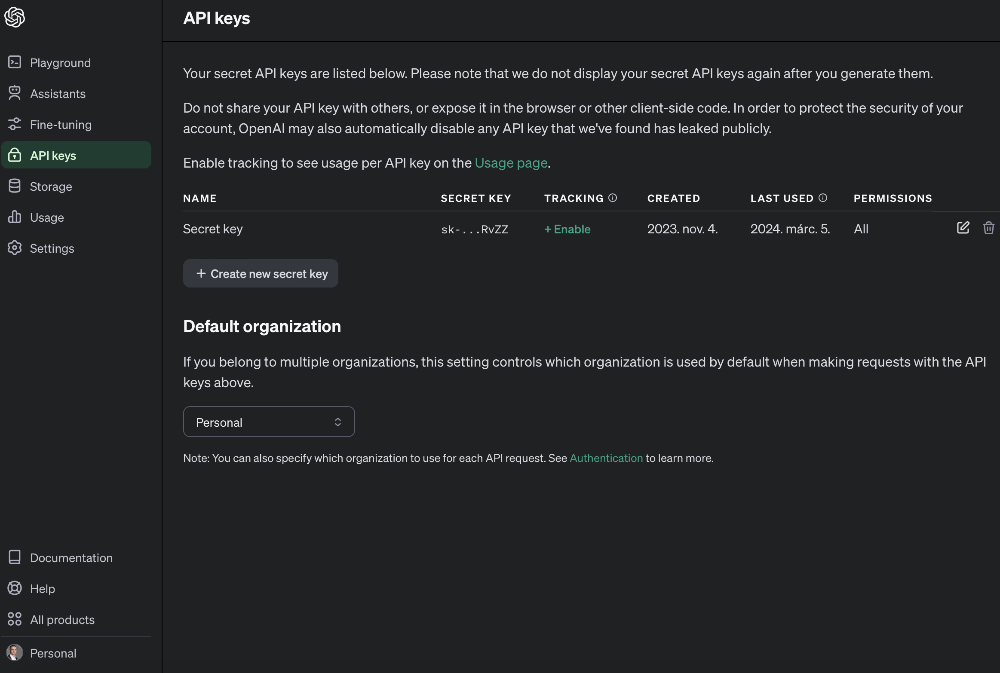 API keys
Playground
Assistants
Fine-tuning
API keys
Storage
Usage
Settings
Your secret API keys are listed below. Please note that we do not display your secret API keys again after you generate them.
Do not share your API key with others, or expose it in the browser or other client-side code. In order to protect the security of your
account, OpenAI may also automatically disable any API key that we've found has leaked publicly.
Enable tracking to see usage per API key on the Usage page.
NAME SECRET KEY TRACKING CREATED LAST USED PERMISSIONS
Secret key sk-...RvZZ + Enable 2023. nov. 4. 2024. márc. 5. All
+ Create new secret key
Default organization
If you belong to multiple organizations, this setting controls which organization is used by default when making requests with the API
keys above.
Personal
Note: You can also specify which organization to use for each API request. See Authentication to learn more.
Documentation
Help
All products
Personal